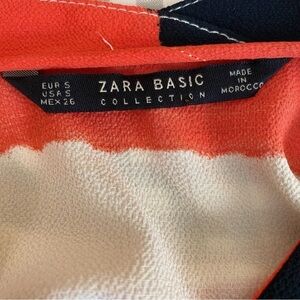 EUR S
USA S
MEX 26
ZARA BASIC
COLLECTION
MADE
IN
MOROCCO